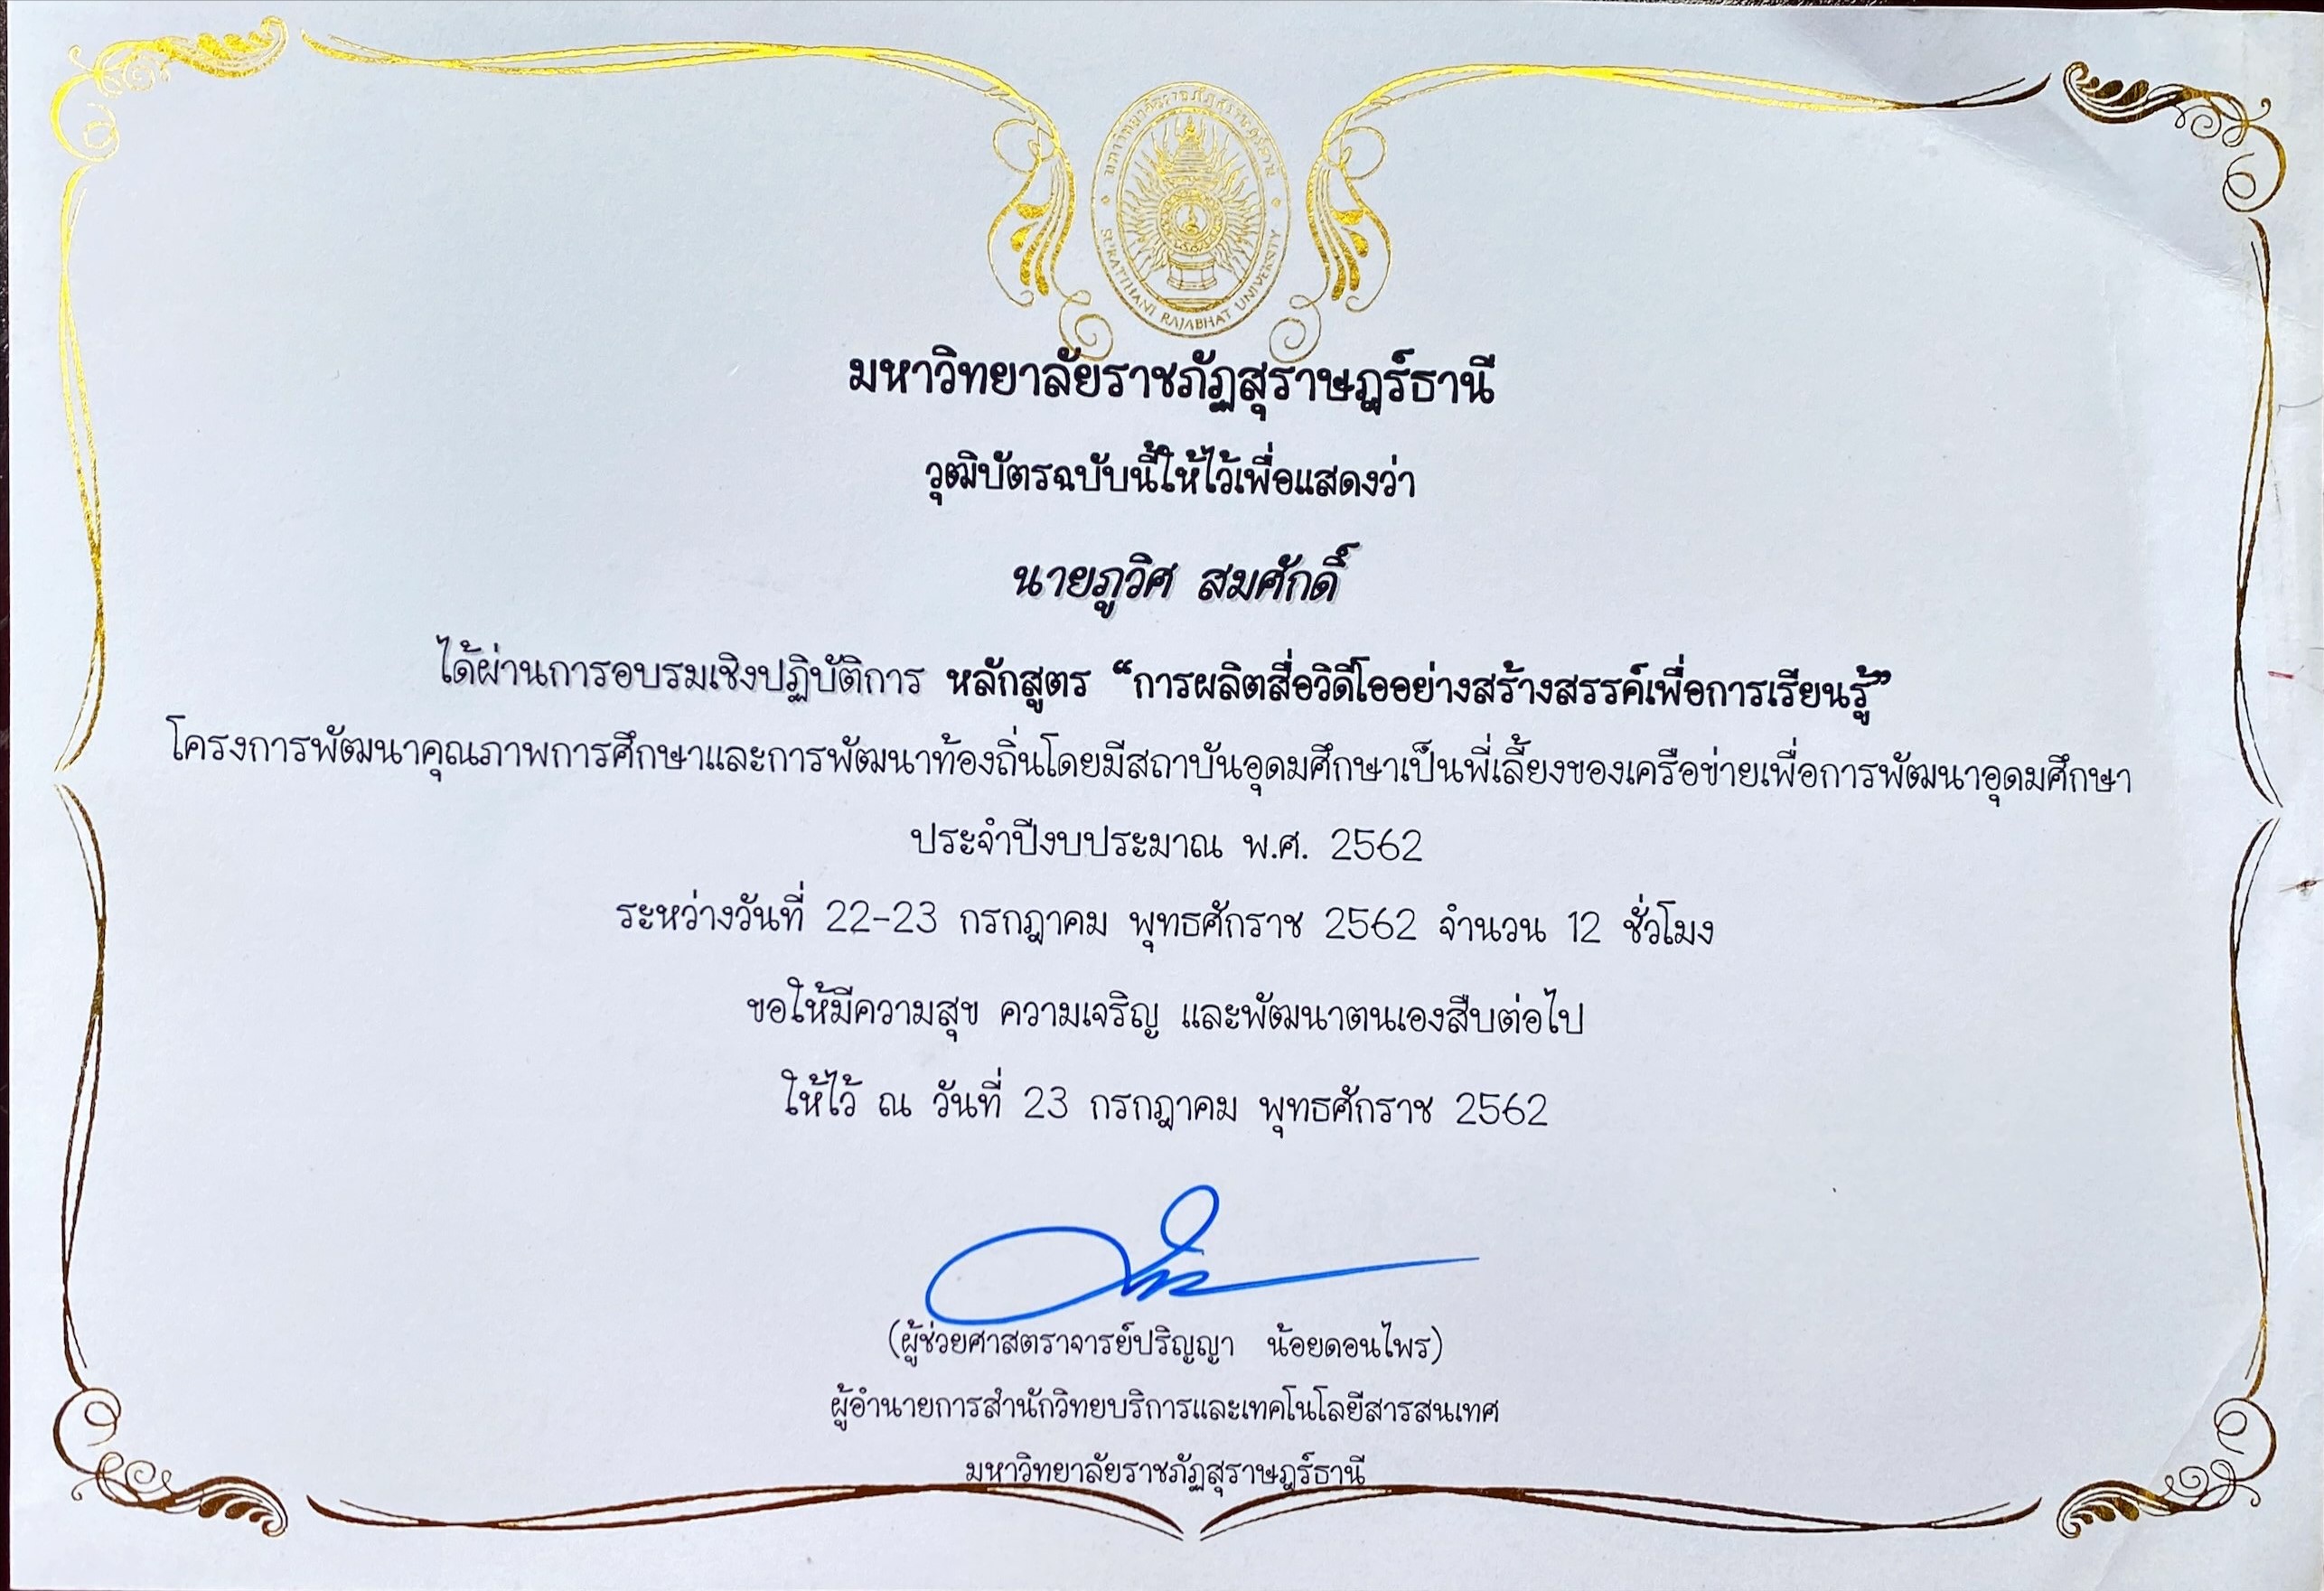 มหาวิทยาลัยราชภัฏสุราษฎร์ธานี
SURATTHANI RAJABHAT UNIVERSITY
มหาวิทยาลัยราชภัฏสุราษฎร์ธานี
วุฒิบัตรฉบับนี้ให้ไว้เพื่อแสดงว่า
นายภูวิศ สมศักดิ์
ได้ผ่านการอบรมเชิงปฏิบัติการ หลักสูตร “การผลิตสื่อวิดีโออย่างสร้างสรรค์เพื่อการเรียนรู้”
โครงการพัฒนาคุณภาพการศึกษาและการพัฒนาท้องถิ่นโดยมีสถาบันอุดมศึกษาเป็นพี่เลี้ยงของเครือข่ายเพื่อการพัฒนาอุดมศึกษา
ประจำปีงบประมาณ พ.ศ. 2562
ระหว่างวันที่ 22-23 กรกฎาคม พุทธศักราช 2562 จำนวน 12 ชั่วโมง
ขอให้มีความสุข ความเจริญ และพัฒนาตนเองสืบต่อไป
ให้ไว้ ณ วันที่ 23 กรกฎาคม พุทธศักราช 2562
(ผู้ช่วยศาสตราจารย์ปริญญา น้อยดอนไพร)
ผู้อำนวยการสำนักวิทยบริการและเทคโนโลยีสารสนเทศ
มหาวิทยาลัยราชภัฏสุราษฎร์ธานี